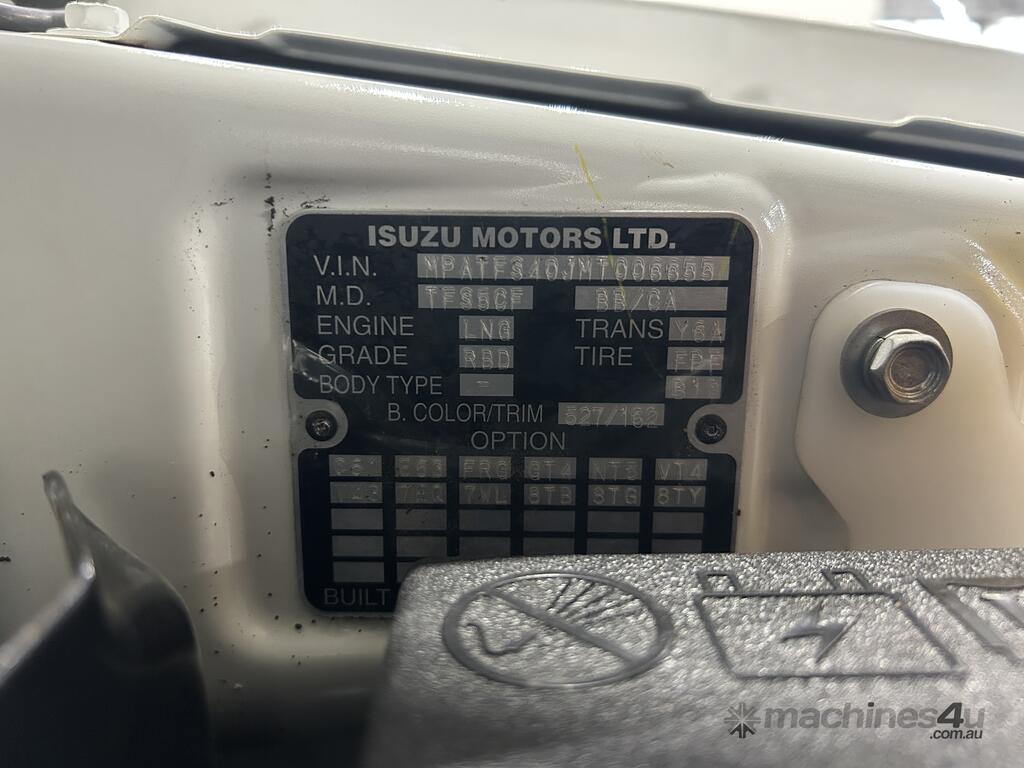 ISUZU MOTORS LTD.
V.I.N. MPATFS40JMT006655
M.D. TFS5CF BB/CA
ENGINE LNG TRANS Y6A
GRADE RBD TIRE FPF
BODY TYPE
B. COLOR/TRIM 527/162
OPTION
FRG GT4 NT3 VT4
7WL 8TB 8TG 8TY
BUILT
machines4u
.com.au